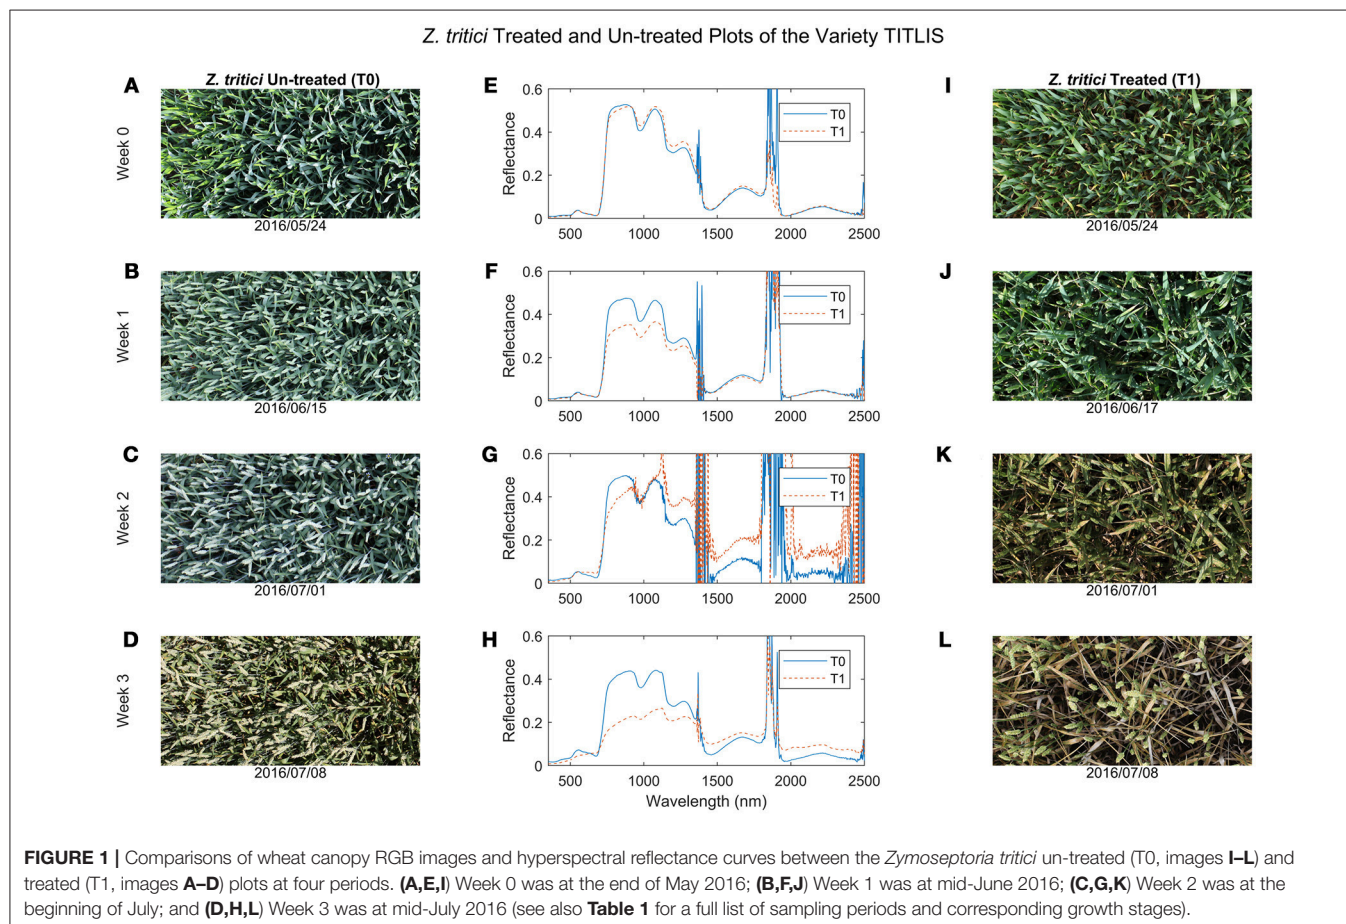 Z. tritici Treated and Un-treated Plots of the Variety TITLIS
A
Z. tritici Un-treated (T0)
Week 0
2016/05/24
E
Reflectance
0.6
0.4
0.2
0
500 1000 1500 2000 2500
T0
T1
I
Z. tritici Treated (T1)
2016/05/24
B
Week 1
2016/06/15
F
Reflectance
0.6
0.4
0.2
0
500 1000 1500 2000 2500
T0
T1
J
2016/06/17
C
Week 2
2016/07/01
G
Reflectance
0.6
0.4
0.2
0
500 1000 1500 2000 2500
T0
T1
K
2016/07/01
D
Week 3
2016/07/08
H
Reflectance
0.6
0.4
0.2
0
500 1000 1500 2000 2500
Wavelength (nm)
T0
T1
L
2016/07/08
FIGURE 1 | Comparisons of wheat canopy RGB images and hyperspectral reflectance curves between the Zymoseptoria tritici un-treated (T0, images I–L) and
treated (T1, images A–D) plots at four periods. (A,E,I) Week 0 was at the end of May 2016; (B,F,J) Week 1 was at mid-June 2016; (C,G,K) Week 2 was at the
beginning of July; and (D,H,L) Week 3 was at mid-July 2016 (see also Table 1 for a full list of sampling periods and corresponding growth stages).